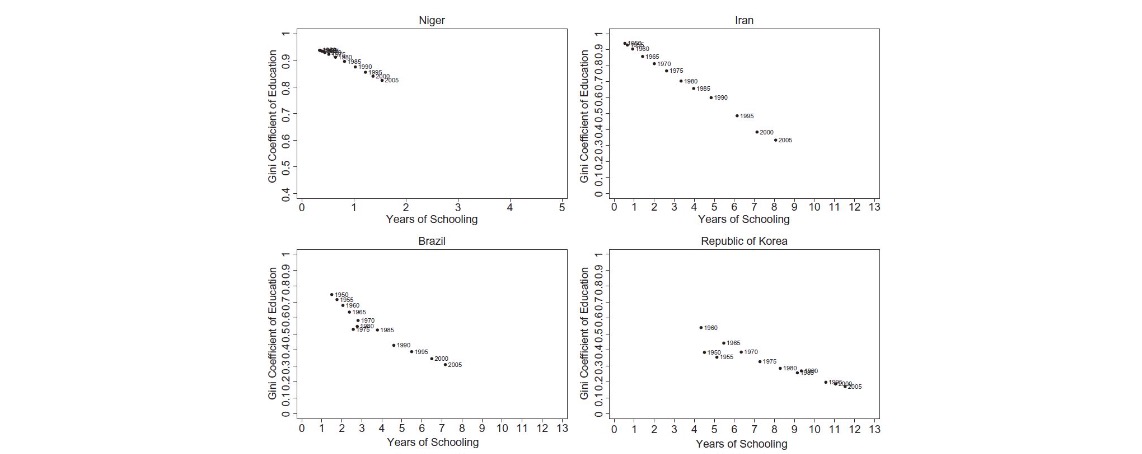 Niger
Gini Coefficient of Education
1
0.9
0.8
0.7
0.6
0.5
0.4
1985
1990
1995
2000
2005
0 1 2 3 4 5
Years of Schooling
Iran
Gini Coefficient of Education
0 0.1 0.2 0.3 0.4 0.5 0.6 0.7 0.8 0.9 1
1960
1965
1970
1975
1980
1985
1990
1995
2000
2005
0 1 2 3 4 5 6 7 8 9 10 11 12 13
Years of Schooling
Brazil
Gini Coefficient of Education
0 0.1 0.2 0.3 0.4 0.5 0.6 0.7 0.8 0.9 1
1950
1955
1960
1965
1970
1980
1975
1985
1990
1995
2000
2005
0 1 2 3 4 5 6 7 8 9 10 11 12 13
Years of Schooling
Republic of Korea
Gini Coefficient of Education
0 0.1 0.2 0.3 0.4 0.5 0.6 0.7 0.8 0.9 1
1960
1965
1950
1955
1970
1975
1980
1985
1990
2000
2005
0 1 2 3 4 5 6 7 8 9 10 11 12 13
Years of Schooling